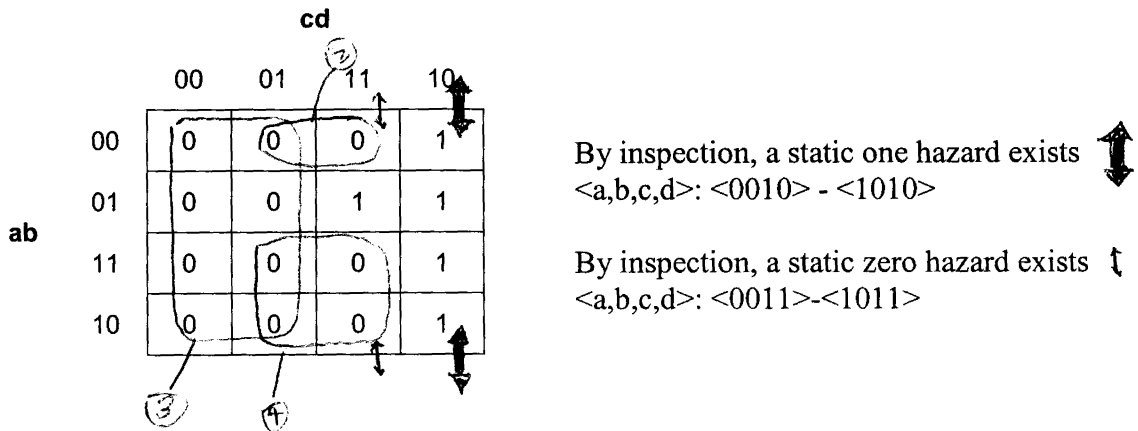 cd
②
00 01 11 10
00 0 0 0 1
By inspection, a static one hazard exists
01 0 0 1 1
<a,b,c,d>: <0010> - <1010>
ab
11 0 0 0 1
By inspection, a static zero hazard exists
10 0 0 0 1
<a,b,c,d>: <0011>-<1011>
③ ④